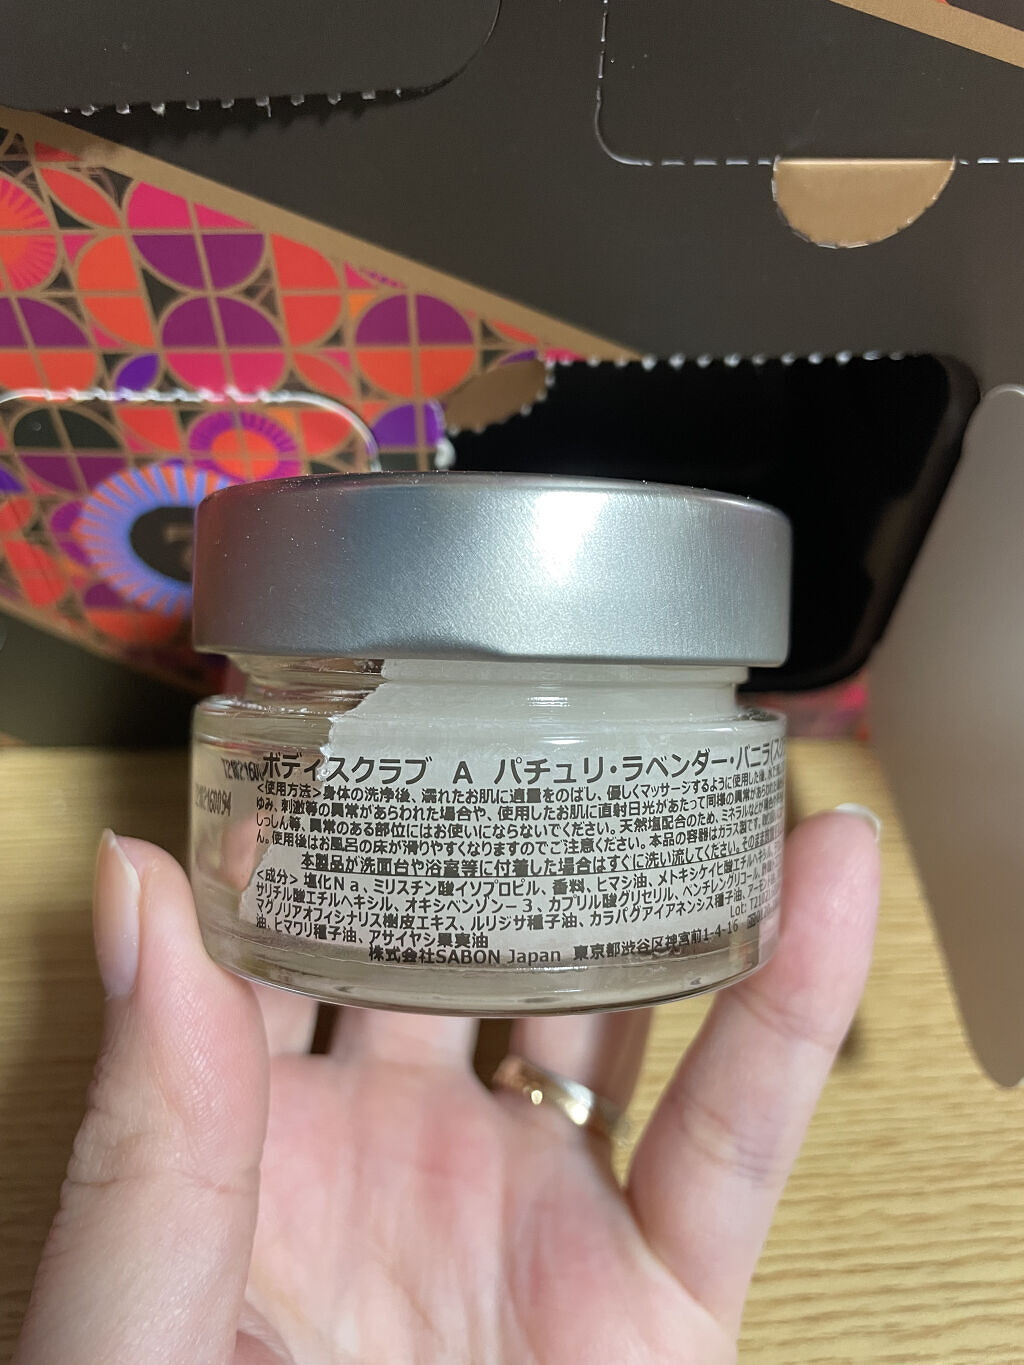 ボディスクラブ A パチュリ・ラベンダー・バニラ
<使用方法>身体の洗浄後、濡れたお肌に適量をのばし、優しくマッサージするように使用した後、
ゆみ、刺激等の異常があらわれた場合や、使用したお肌に直射日光があたって同様の異常が
しっしん等、異常のある部位にはお使いにならないでください。天然塩配合のため、ミネラルなど
ん。使用後はお風呂の床が滑りやすくなりますのでご注意ください。本品の容器はガラス製です。
本製品が洗面台や浴室等に付着した場合はすぐに洗い流してください。
<成分>塩化Na、ミリスチン酸イソプロピル、香料、ヒマシ油、メトキシケイヒ酸エチルヘキシル、
サリチル酸エチルヘキシル、オキシベンゾン-3、カプリル酸グリセリル、ペンチレングリコール、
マグノリアオフィシナリス樹皮エキス、ルリジサ種子油、カラパグアイアネンシス種子油、
油、ヒマワリ種子油、アサイヤシ果実油
株式会社SABON Japan 東京都渋谷区神宮前1-4-16